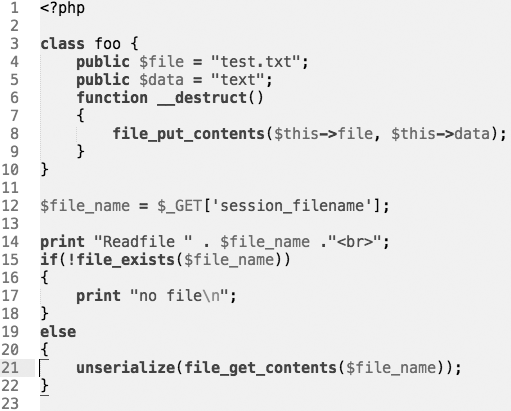 1 <?php
2
3 class foo {
4     public $file = "test.txt";
5     public $data = "text";
6     function __destruct()
7     {
8         file_put_contents($this->file, $this->data);
9     }
10 }
11
12 $file_name = $_GET['session_filename'];
13
14 print "Readfile " . $file_name ."<br>";
15 if(!file_exists($file_name))
16 {
17     print "no file\n";
18 }
19 else
20 {
21     unserialize(file_get_contents($file_name));
22 }
23